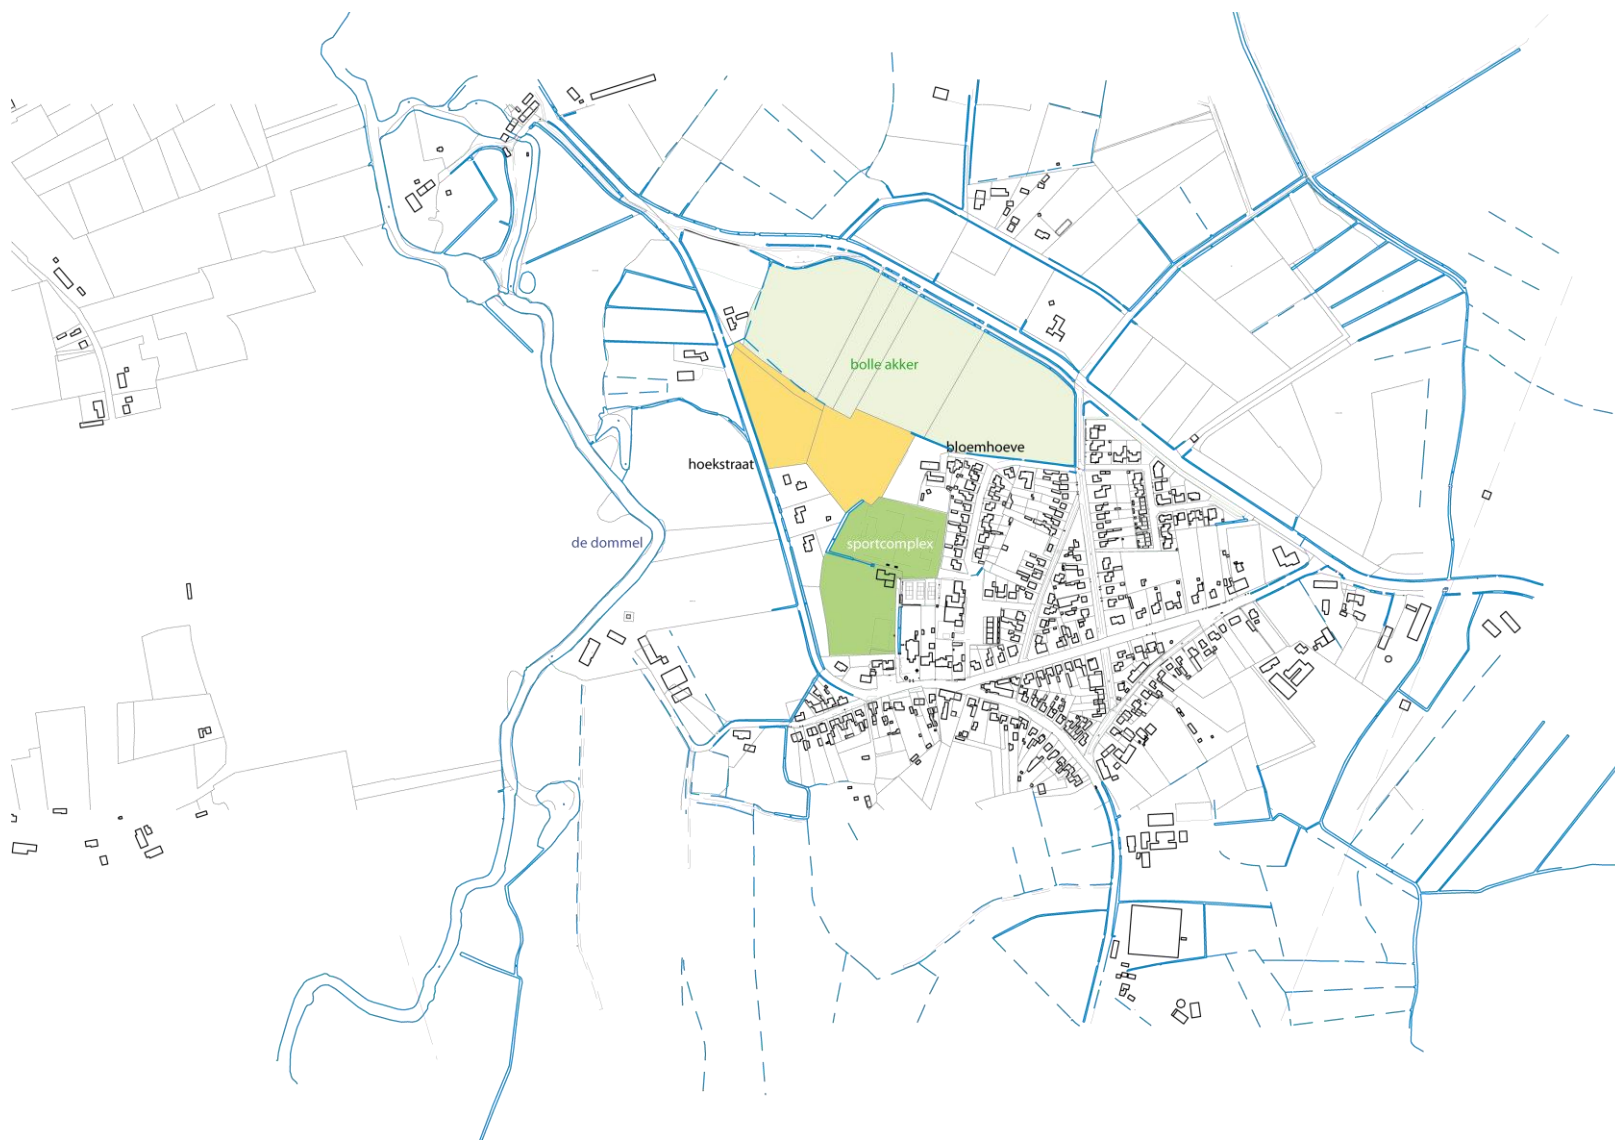 bolle akker
bloemhoeve
hoekstraat
de dommel
sportcomplex